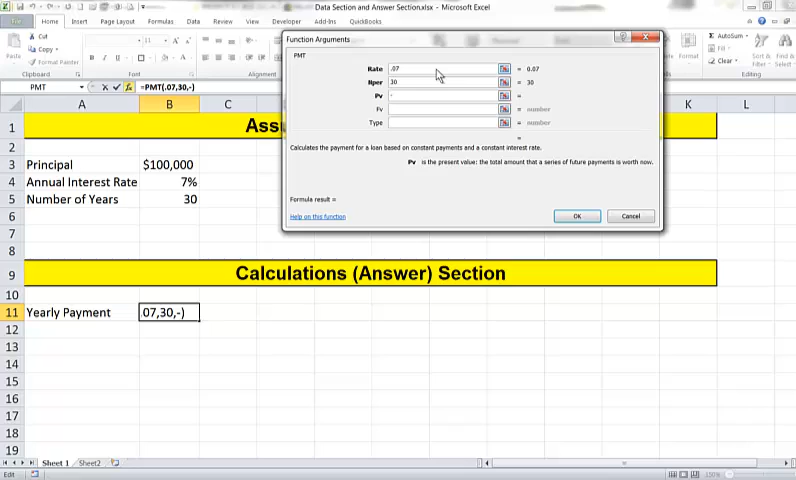 Data Section and Answer Section.xlsx - Microsoft Excel
File Home Insert Page Layout Formulas Data Review View Developer Add-Ins QuickBooks
Cut
Copy
Format Painter
Paste
Clipboard
Font
Alignment
AutoSum
Fill
Clear
Sort
Find
Editing
11
Function Arguments
PMT
Rate .07 = 0.07
Nper 30 = 30
Pv - =
Fv = number
Type = number
=
Calculates the payment for a loan based on constant payments and a constant interest rate.
Pv is the present value: the total amount that a series of future payments is worth now.
Formula result =
Help on this function
OK Cancel
PMT fx =PMT(.07,30,-)
A B C D K L
1 Ass
2
3 Principal $100,000
4 Annual Interest Rate 7%
5 Number of Years 30
6
7
8
9 Calculations (Answer) Section
10
11 Yearly Payment .07,30,-)
12
13
14
15
16
17
18
19
Sheet 1 Sheet2
Edit 150%